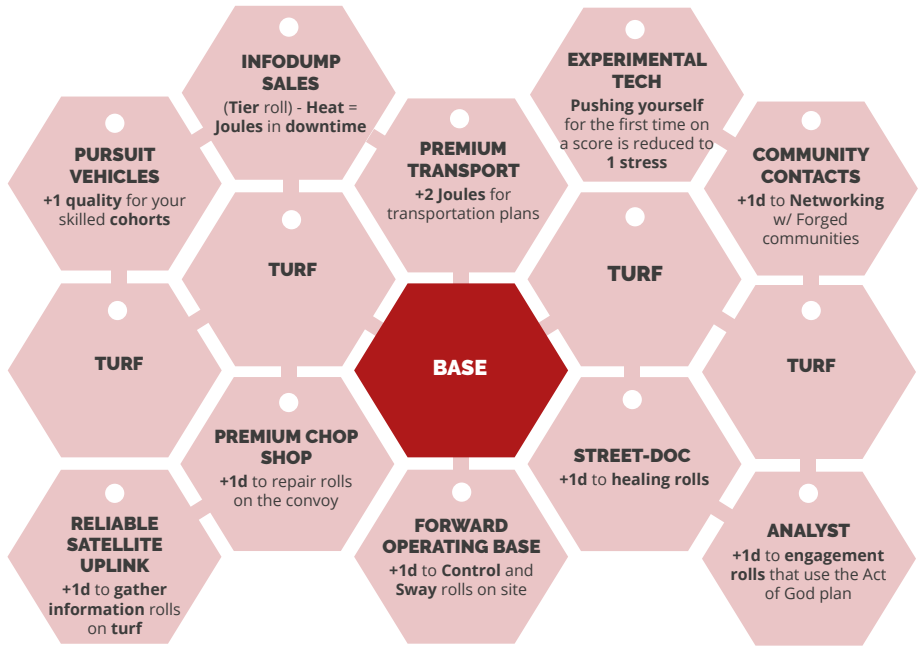 INFODUMP
SALES
(Tier roll) - Heat =
Joules in downtime
EXPERIMENTAL
TECH
Pushing yourself
for the first time on
a score is reduced to
1 stress
PURSUIT
VEHICLES
+1 quality for your
skilled cohorts
PREMIUM
TRANSPORT
+2 Joules for
transportation plans
COMMUNITY
CONTACTS
+1d to Networking
w/ Forged
communities
TURF
TURF
TURF
BASE
TURF
PREMIUM CHOP
SHOP
+1d to repair rolls
on the convoy
STREET-DOC
+1d to healing rolls
RELIABLE
SATELLITE
UPLINK
+1d to gather
information rolls
on turf
FORWARD
OPERATING BASE
+1d to Control and
Sway rolls on site
ANALYST
+1d to engagement
rolls that use the Act
of God plan